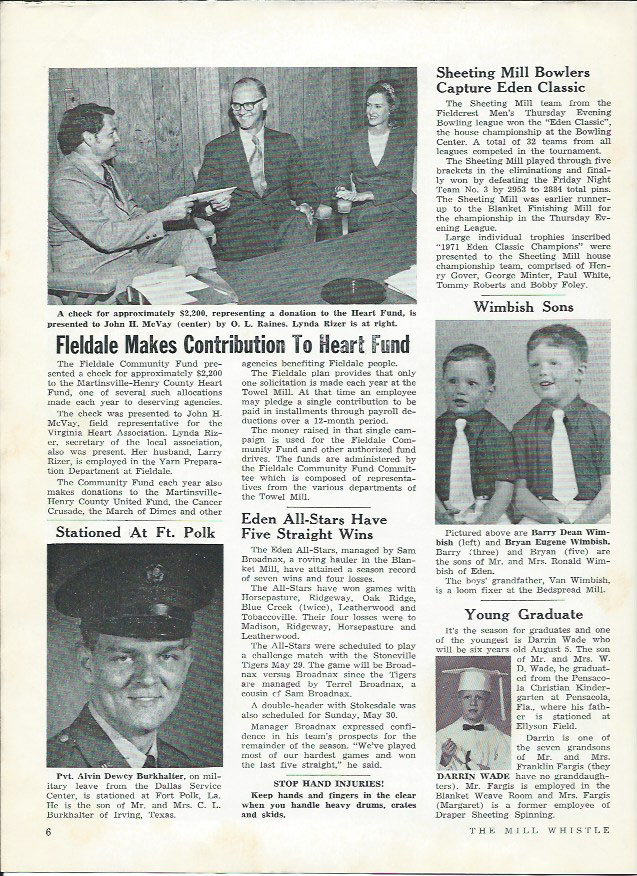 A check for approximately $2,200, representing a donation to the Heart Fund, is
presented to John H. McVay (center) by O. L. Raines. Lynda Rizer is at right.
Fieldale Makes Contribution To Heart Fund
The Fieldale Community Fund pre-
sented a check for approximately $2,200
to the Martinsville-Henry County Heart
Fund, one of several such allocations
made each year to deserving agencies.
The check was presented to John H.
McVay, field representative for the
Virginia Heart Association. Lynda Riz-
er, secretary of the local association,
also was present. Her husband, Larry
Rizer, is employed in the Yarn Prepara-
tion Department at Fieldale.
The Community Fund each year also
makes donations to the Martinsville-
Henry County United Fund, the Cancer
Crusade, the March of Dimes and other
agencies benefiting Fieldale people.
The Fieldale plan provides that only
one solicitation is made each year at the
Towel Mill. At that time an employee
may pledge a single contribution to be
paid in installments through payroll de-
ductions over a 12-month period.
The money raised in that single cam-
paign is used for the Fieldale Com-
munity Fund and other authorized fund
drives. The funds are administered by
the Fieldale Community Fund Commit-
tee which is composed of representa-
tives from the various departments of
the Towel Mill.
Stationed At Ft. Polk
Pvt. Alvin Dewey Burkhalter, on mil-
itary leave from the Dallas Service
Center, is stationed at Fort Polk, La.
He is the son of Mr. and Mrs. C. L.
Burkhalter of Irving, Texas.
Eden All-Stars Have
Five Straight Wins
The Eden All-Stars, managed by Sam
Broadnax, a roving hauler in the Blan-
ket Mill, have attained a season record
of seven wins and four losses.
The All-Stars have won games with
Horsepasture, Ridgeway, Oak Ridge,
Blue Creek (twice), Leatherwood and
Tobaccoville. Their four losses were to
Madison, Ridgeway, Horsepasture and
Leatherwood.
The All-Stars were scheduled to play
a challenge match with the Stoneville
Tigers May 29. The game will be Broad-
nax versus Broadnax since the Tigers
are managed by Terrel Broadnax, a
cousin of Sam Broadnax.
A double-header with Stokesdale was
also scheduled for Sunday, May 30.
Manager Broadnax expressed confi-
dence in his team's prospects for the
remainder of the season. "We've played
most of our hardest games and won
the last five straight," he said.
STOP HAND INJURIES!
Keep hands and fingers in the clear
when you handle heavy drums, crates
and skids.
Sheeting Mill Bowlers
Capture Eden Classic
The Sheeting Mill team from the
Fieldcrest Men's Thursday Evening
Bowling league won the "Eden Classic",
the house championship at the Bowling
Center. A total of 32 teams from all
leagues competed in the tournament.
The Sheeting Mill played through five
brackets in the eliminations and final-
ly won by defeating the Friday Night
Team No. 3 by 2953 to 2884 total pins.
The Sheeting Mill was earlier runner-
up to the Blanket Finishing Mill for
the championship in the Thursday Ev-
ening League.
Large individual trophies inscribed
"1971 Eden Classic Champions" were
presented to the Sheeting Mill house
championship team, comprised of Hen-
ry Gover, George Minter, Paul White,
Tommy Roberts and Bobby Foley.
Wimbish Sons
Pictured above are Barry Dean Wim-
bish (left) and Bryan Eugene Wimbish.
Barry (three) and Bryan (five) are
the sons of Mr. and Mrs. Ronald Wim-
bish of Eden.
The boys' grandfather, Van Wimbish,
is a loom fixer at the Bedspread Mill.
Young Graduate
It's the season for graduates and one
of the youngest is Darrin Wade who
will be six years old August 5. The son
of Mr. and Mrs. W.
D. Wade, he graduat-
ed from the Pensaco-
la Christian Kinder-
garten at Pensacola,
Fla., where his fath-
er is stationed at
Ellyson Field.
Darrin is one of
the seven grandsons
of Mr. and Mrs.
Franklin Fargis (they
DARRIN WADE have no granddaugh-
ters). Mr. Fargis is employed in the
Blanket Weave Room and Mrs. Fargis
(Margaret) is a former employee of
Draper Sheeting Spinning.
6
THE MILL WHISTLE